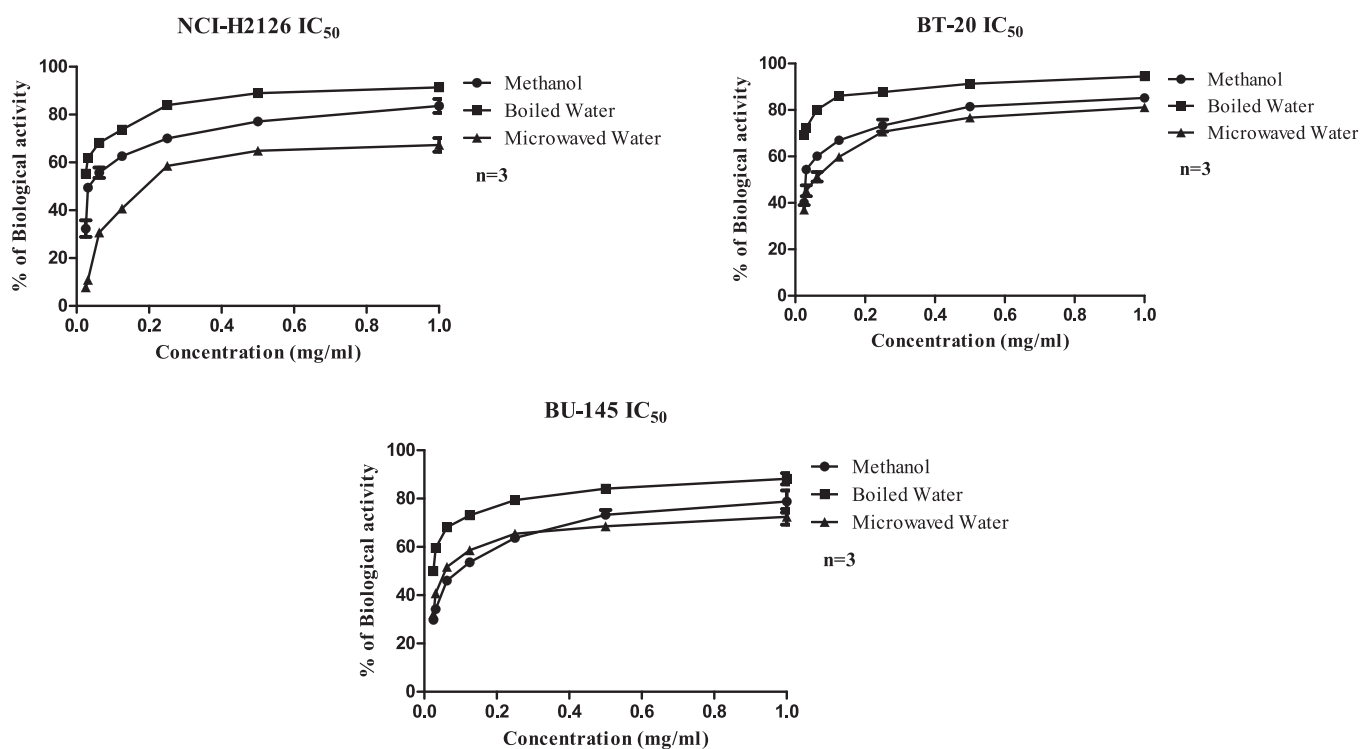 NCI-H2126 IC50
% of Biological activity
100
80
60
40
20
0
0.0 0.2 0.4 0.6 0.8 1.0
Concentration (mg/ml)
Methanol
Boiled Water
Microwaved Water
n=3
BT-20 IC50
% of Biological activity
100
80
60
40
20
0
0.0 0.2 0.4 0.6 0.8 1.0
Concentration (mg/ml)
Methanol
Boiled Water
Microwaved Water
n=3
BU-145 IC50
% of Biological activity
100
80
60
40
20
0
0.0 0.2 0.4 0.6 0.8 1.0
Concentration (mg/ml)
Methanol
Boiled Water
Microwaved Water
n=3